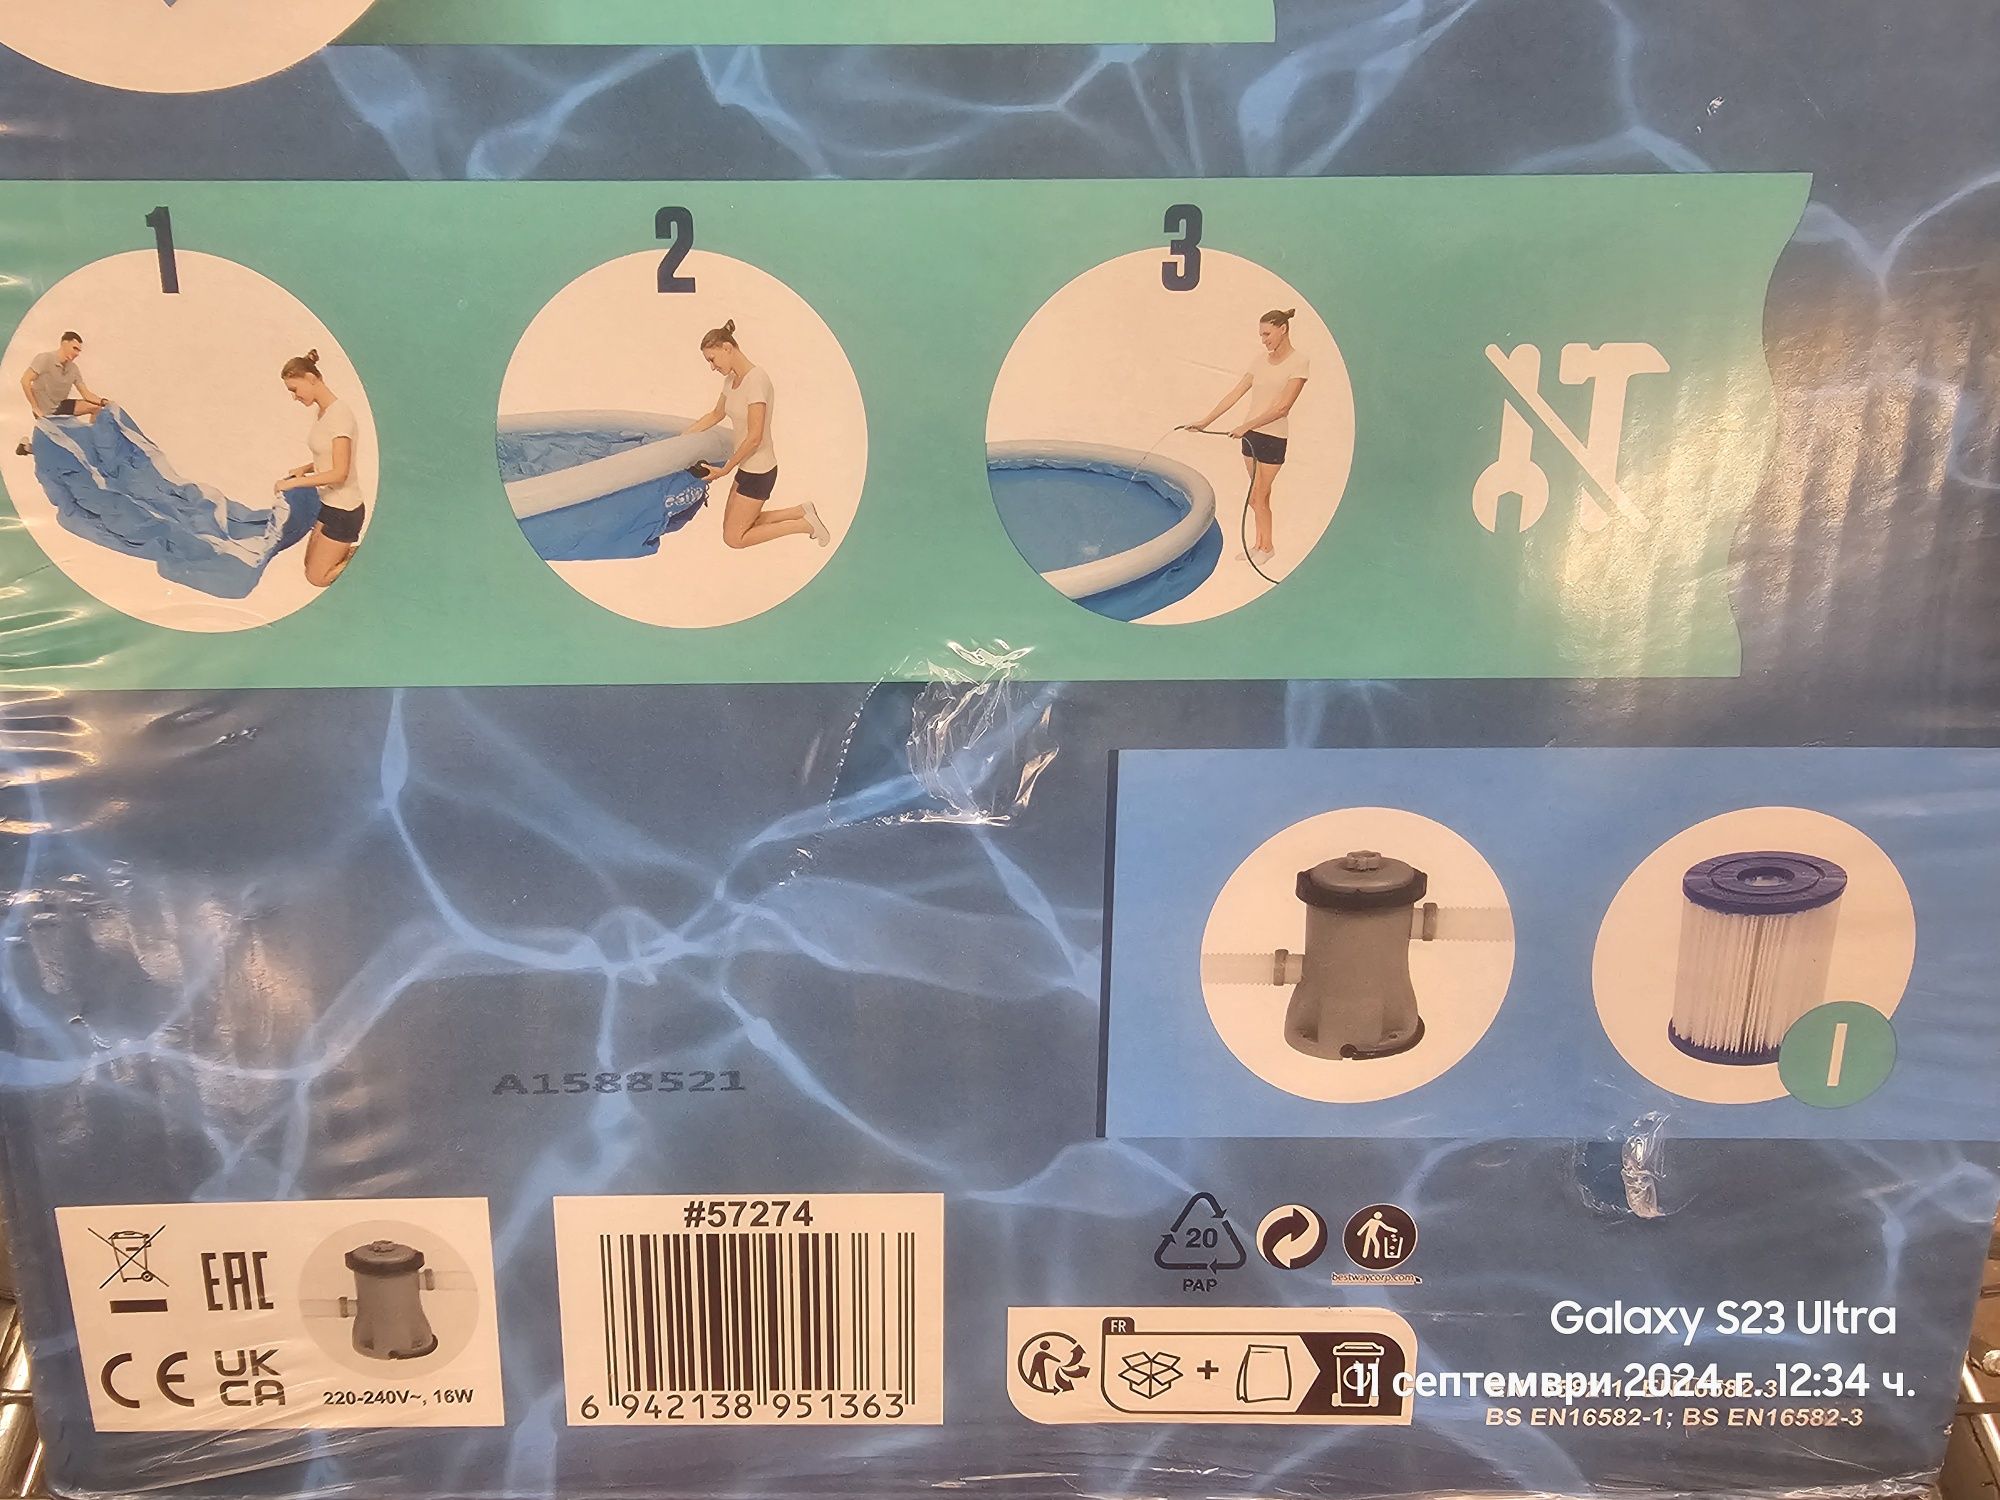 1
2
3
A1588521
I
EAC
CE
UK
CA
220-240V~, 16W
#57274
6 942138 951363
20
PAP
bestwaycorp.com
FR
+
Galaxy S23 Ultra
11 септември 2024 г. 12:34 ч.
BS EN16582-1; BS EN16582-3